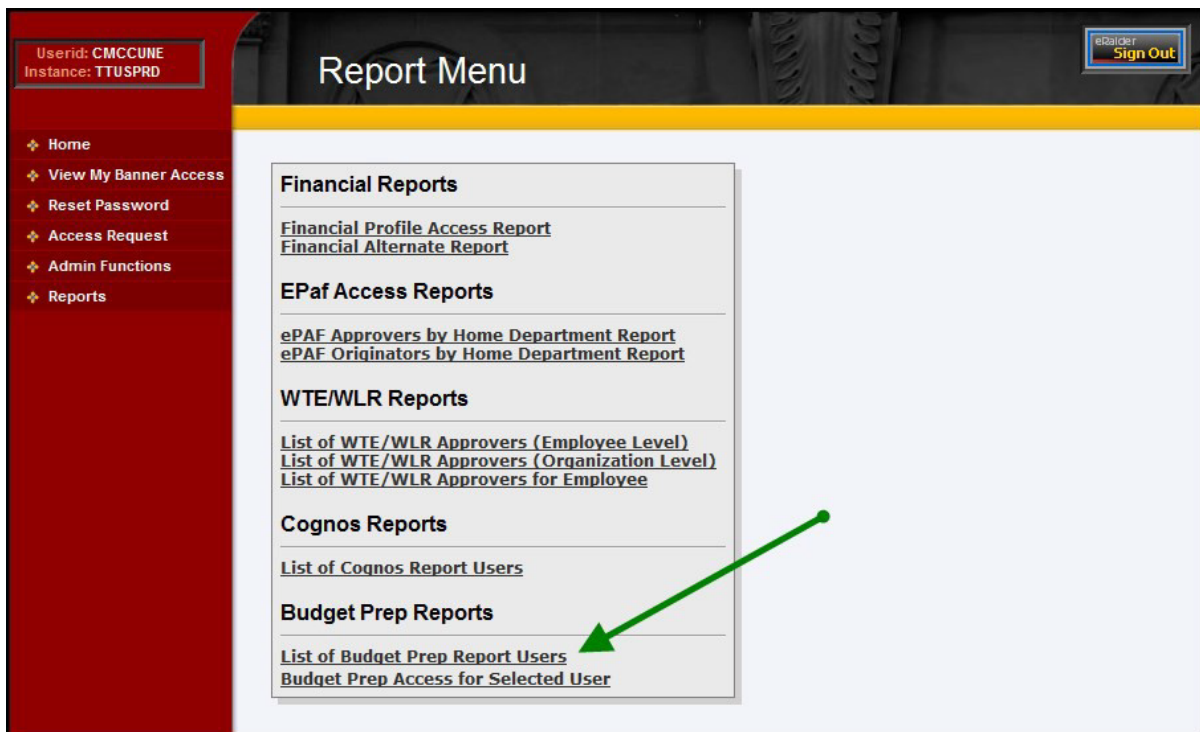 Userid: CMCCUNE
Instance: TTUSPRD
Report Menu
eRaider
Sign Out
Home
View My Banner Access
Reset Password
Access Request
Admin Functions
Reports
Financial Reports
Financial Profile Access Report
Financial Alternate Report
EPaf Access Reports
ePAF Approvers by Home Department Report
ePAF Originators by Home Department Report
WTE/WLR Reports
List of WTE/WLR Approvers (Employee Level)
List of WTE/WLR Approvers (Organization Level)
List of WTE/WLR Approvers for Employee
Cognos Reports
List of Cognos Report Users
Budget Prep Reports
List of Budget Prep Report Users
Budget Prep Access for Selected User